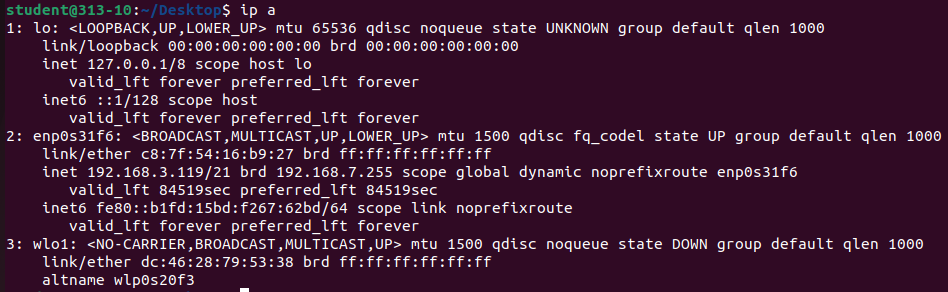 student@313-10:~/Desktop$ ip a
1: lo: <LOOPBACK,UP,LOWER_UP> mtu 65536 qdisc noqueue state UNKNOWN group default qlen 1000
    link/loopback 00:00:00:00:00:00 brd 00:00:00:00:00:00
    inet 127.0.0.1/8 scope host lo
       valid_lft forever preferred_lft forever
    inet6 ::1/128 scope host
       valid_lft forever preferred_lft forever
2: enp0s31f6: <BROADCAST,MULTICAST,UP,LOWER_UP> mtu 1500 qdisc fq_codel state UP group default qlen 1000
    link/ether c8:7f:54:16:b9:27 brd ff:ff:ff:ff:ff:ff
    inet 192.168.3.119/21 brd 192.168.7.255 scope global dynamic noprefixroute enp0s31f6
       valid_lft 84519sec preferred_lft 84519sec
    inet6 fe80::b1fd:15bd:f267:62bd/64 scope link noprefixroute
       valid_lft forever preferred_lft forever
3: wlo1: <NO-CARRIER,BROADCAST,MULTICAST,UP> mtu 1500 qdisc noqueue state DOWN group default qlen 1000
    link/ether dc:46:28:79:53:38 brd ff:ff:ff:ff:ff:ff
    altname wlp0s20f3